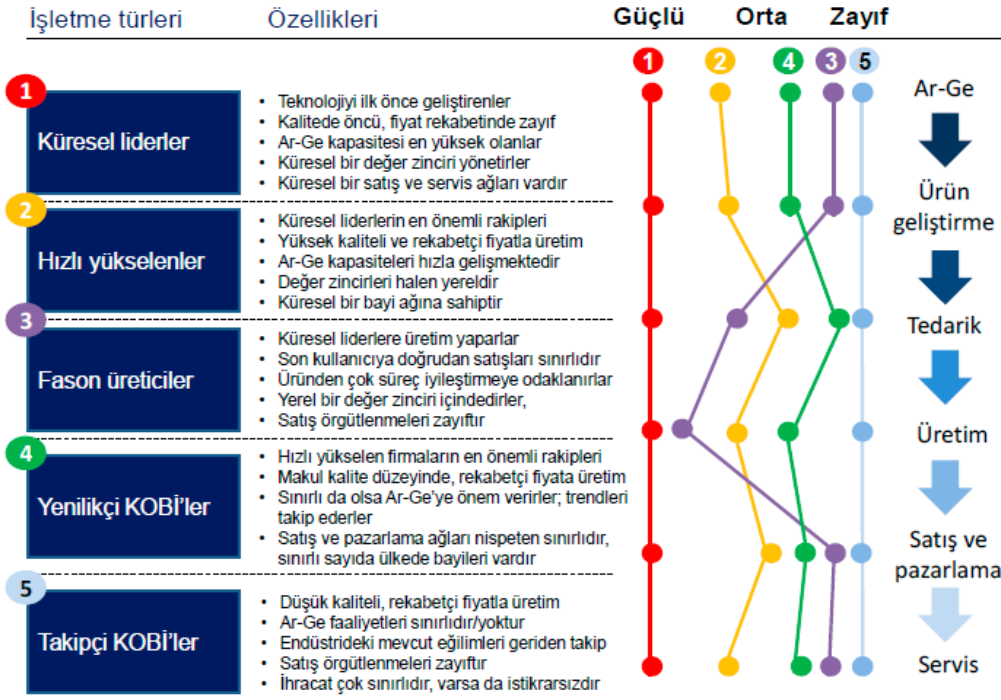 İşletme türleri Özellikleri Güçlü Orta Zayıf
1 2 4 3 5
1
Küresel liderler
• Teknolojiyi ilk önce geliştirenler
• Kalitede öncü, fiyat rekabetinde zayıf
• Ar-Ge kapasitesi en yüksek olanlar
• Küresel bir değer zinciri yönetirler
• Küresel bir satış ve servis ağları vardır
2
Hızlı yükselenler
• Küresel liderlerin en önemli rakipleri
• Yüksek kaliteli ve rekabetçi fiyatla üretim
• Ar-Ge kapasiteleri hızla gelişmektedir
• Değer zincirleri halen yereldir
• Küresel bir bayi ağına sahiptir
3
Fason üreticiler
• Küresel liderlere üretim yaparlar
• Son kullanıcıya doğrudan satışları sınırlıdır
• Üründen çok süreç iyileştirmeye odaklanırlar
• Yerel bir değer zinciri içindedirler,
• Satış örgütlenmeleri zayıftır
4
Yenilikçi KOBİ'ler
• Hızlı yükselen firmaların en önemli rakipleri
• Makul kalite düzeyinde, rekabetçi fiyata üretim
• Sınırlı da olsa Ar-Ge'ye önem verirler; trendleri
takip ederler
• Satış ve pazarlama ağları nispeten sınırlıdır,
sınırlı sayıda ülkede bayileri vardır
5
Takipçi KOBİ'ler
• Düşük kaliteli, rekabetçi fiyatla üretim
• Ar-Ge faaliyetleri sınırlıdır/yoktur
• Endüstrideki mevcut eğilimleri geriden takip
• Satış örgütlenmeleri zayıftır
• İhracat çok sınırlıdır, varsa da istikrarsızdır
Ar-Ge
Ürün
geliştirme
Tedarik
Üretim
Satış ve
pazarlama
Servis